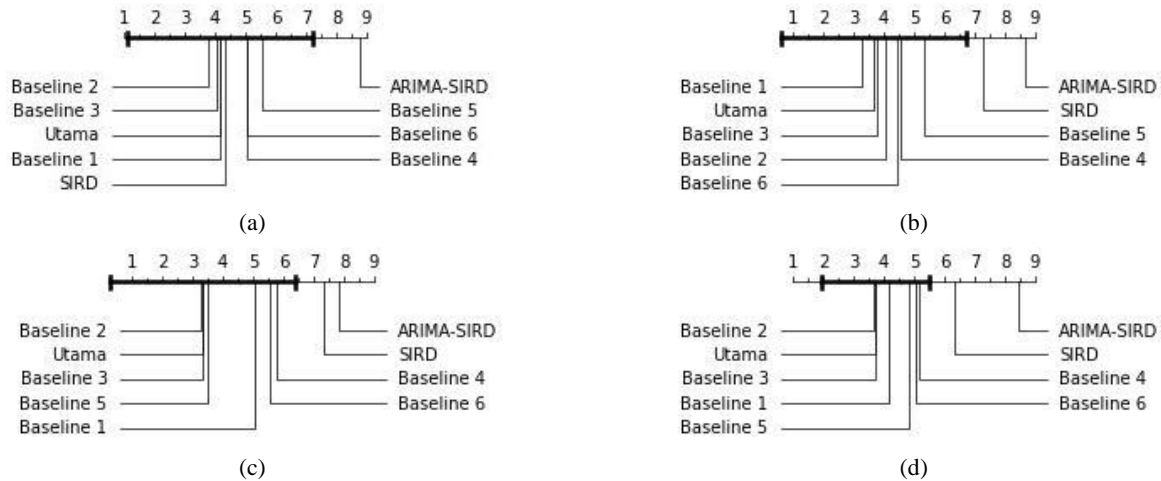 1 2 3 4 5 6 7 8 9
Baseline 2
Baseline 3
Utama
Baseline 1
SIRD
ARIMA-SIRD
Baseline 5
Baseline 6
Baseline 4
(a)
1 2 3 4 5 6 7 8 9
Baseline 1
Utama
Baseline 3
Baseline 2
Baseline 6
ARIMA-SIRD
SIRD
Baseline 5
Baseline 4
(b)
1 2 3 4 5 6 7 8 9
Baseline 2
Utama
Baseline 3
Baseline 5
Baseline 1
ARIMA-SIRD
SIRD
Baseline 4
Baseline 6
(c)
1 2 3 4 5 6 7 8 9
Baseline 2
Utama
Baseline 3
Baseline 1
Baseline 5
ARIMA-SIRD
SIRD
Baseline 4
Baseline 6
(d)